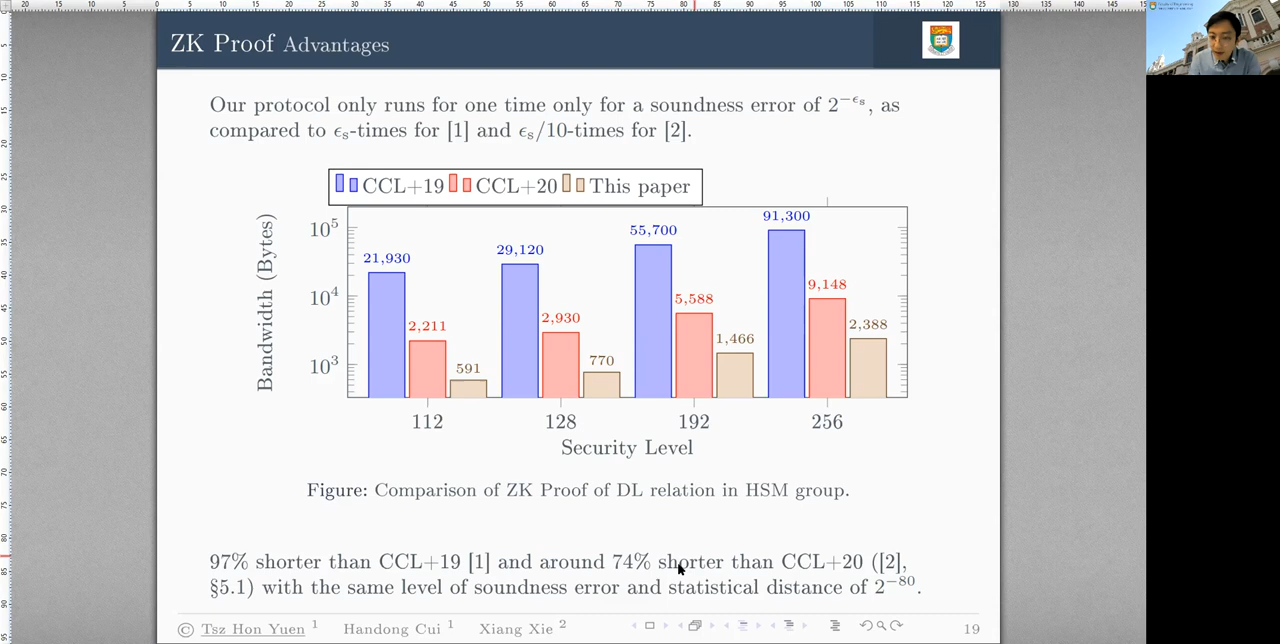 ZK Proof Advantages
Our protocol only runs for one time only for a soundness error of 2^{−ϵ_s}, as
compared to ϵ_s-times for [1] and ϵ_s/10-times for [2].
CCL+19 CCL+20 This paper
Bandwidth (Bytes)
10^5
10^4
10^3
21,930
2,211
591
29,120
2,930
770
55,700
5,588
1,466
91,300
9,148
2,388
112 128 192 256
Security Level
Figure: Comparison of ZK Proof of DL relation in HSM group.
97% shorter than CCL+19 [1] and around 74% shorter than CCL+20 ([2],
§5.1) with the same level of soundness error and statistical distance of 2^{−80}.
© Tsz Hon Yuen ^1 Handong Cui ^1 Xiang Xie ^2 19